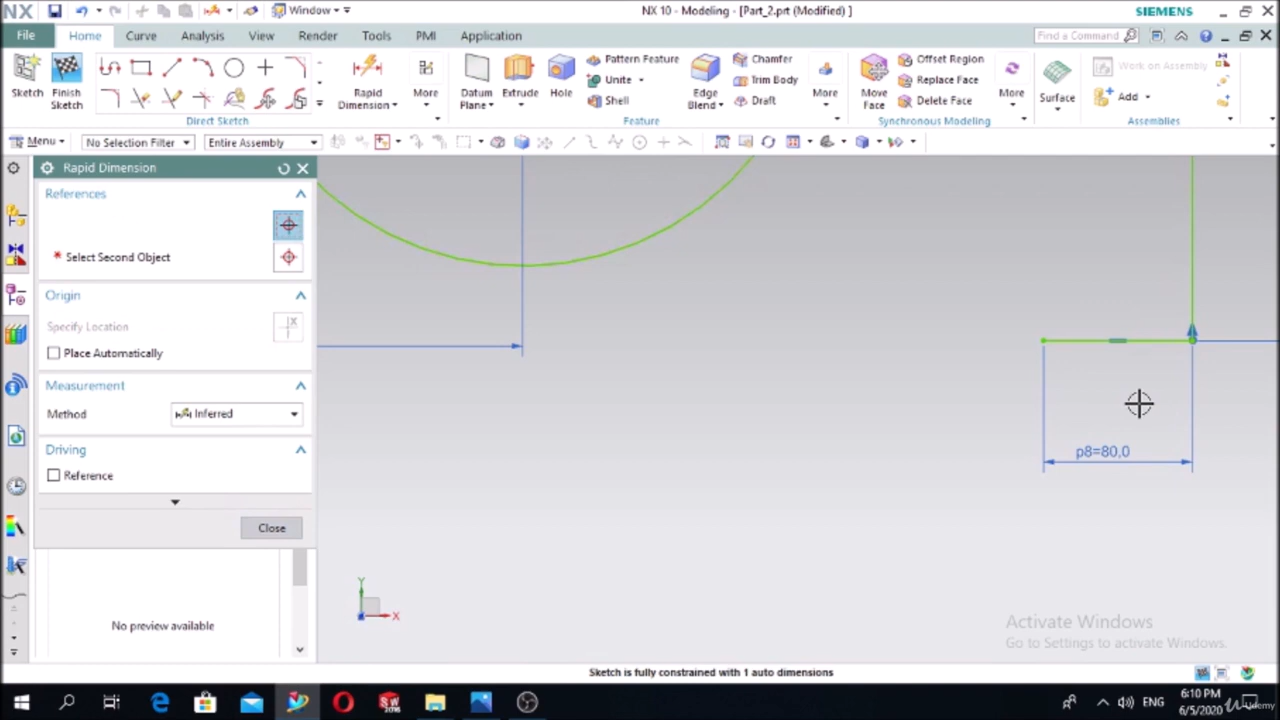 NX
Window
NX 10 - Modeling - [Part_2.prt (Modified) ]
SIEMENS
File
Home
Curve
Analysis
View
Render
Tools
PMI
Application
Find a Command
Sketch
Finish
Sketch
Direct Sketch
Rapid
Dimension
More
Datum
Plane
Extrude
Hole
Pattern Feature
Unite
Shell
Edge
Blend
Chamfer
Trim Body
Draft
More
Feature
Move
Face
Offset Region
Replace Face
Delete Face
More
Synchronous Modeling
Surface
Work on Assembly
Add
Assemblies
Menu
No Selection Filter
Entire Assembly
Rapid Dimension
References
* Select Second Object
Origin
Specify Location
Place Automatically
Measurement
Method
Inferred
Driving
Reference
Close
No preview available
p8=80,0
Y
X
Activate Windows
Go to Settings to activate Windows.
Sketch is fully constrained with 1 auto dimensions
ENG
6:10 PM
6/5/2020
Udemy